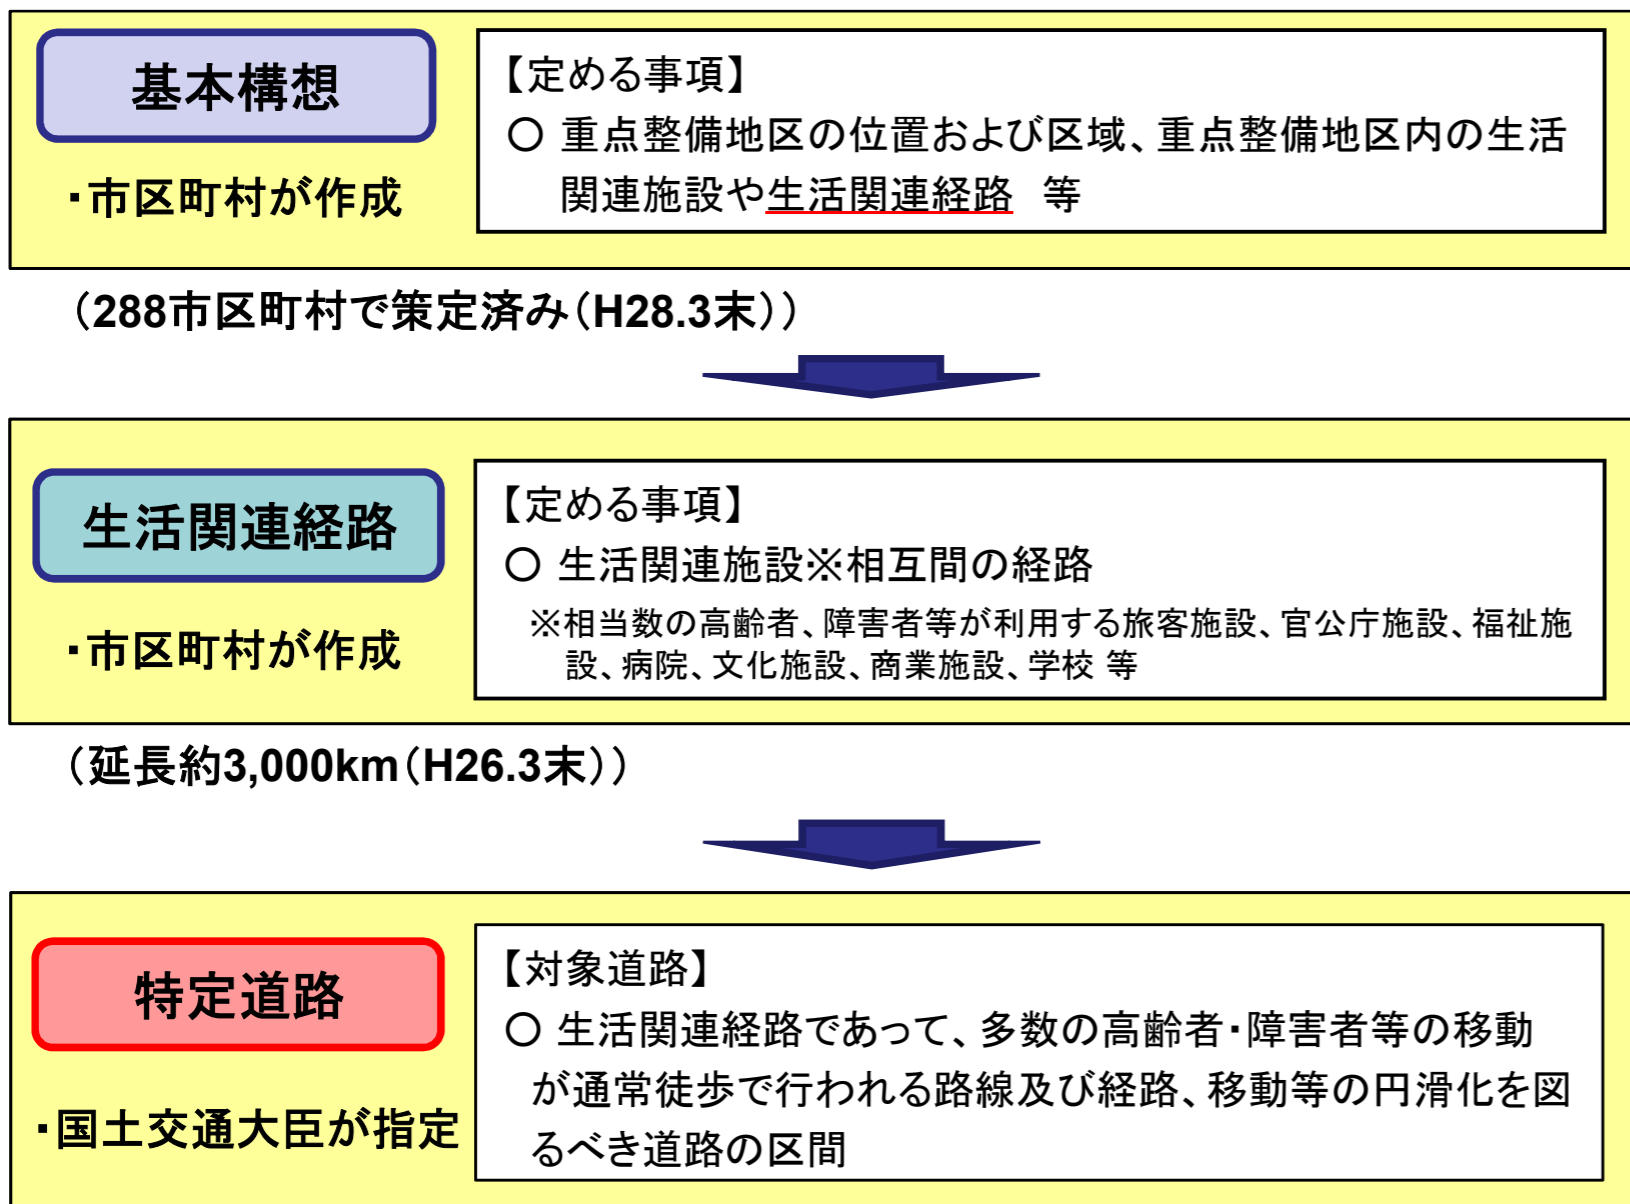 基本構想
・市区町村が作成
【定める事項】
○ 重点整備地区の位置および区域、重点整備地区内の生活
関連施設や生活関連経路　等
（288市区町村で策定済み（H28.3末））
生活関連経路
・市区町村が作成
【定める事項】
○ 生活関連施設※相互間の経路
※相当数の高齢者、障害者等が利用する旅客施設、官公庁施設、福祉施
設、病院、文化施設、商業施設、学校 等
（延長約3,000km（H26.3末））
特定道路
・国土交通大臣が指定
【対象道路】
○ 生活関連経路であって、多数の高齢者・障害者等の移動
が通常徒歩で行われる路線及び経路、移動等の円滑化を図
るべき道路の区間